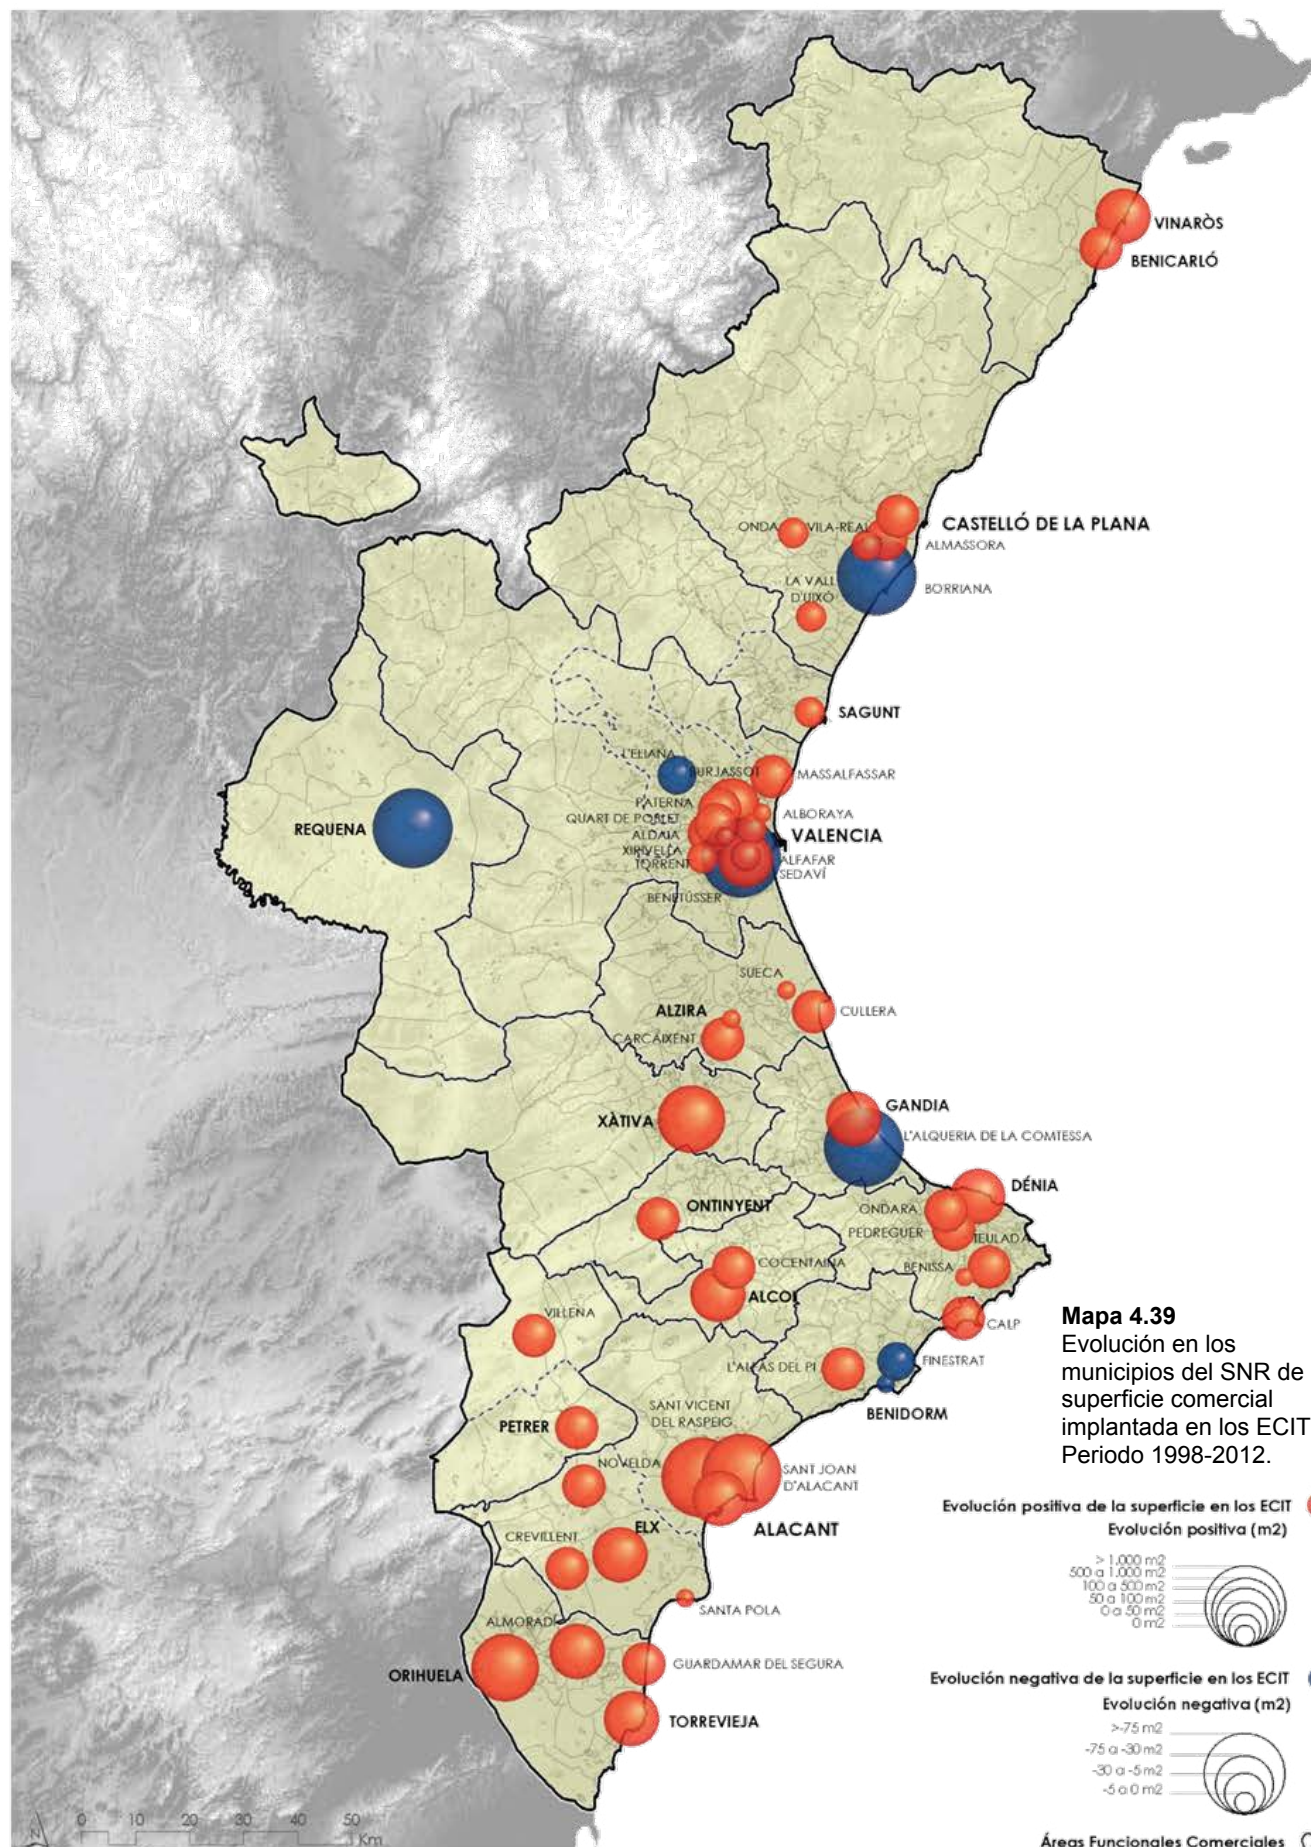 VINARÒS
BENICARLÓ
ONDA
VILA-REAL
CASTELLÓ DE LA PLANA
ALMASSORA
LA VALL
D'UIXÓ
BORRIANA
SAGUNT
L'ELIANA
BURJASSOT
MASSALFASSAR
PATERNA
QUART DE POBLET
ALBORAYA
REQUENA
ALDAIA
VALENCIA
XIRIVELLA
TORRENT
ALFAFAR
SEDAVÍ
BENETÚSSER
SUECA
ALZIRA
CULLERA
CARCAIXENT
GANDIA
XÀTIVA
L'ALQUERIA DE LA COMTESSA
DÉNIA
ONTINYENT
ONDARA
PEDREGUER
TEULADA
COCENTAINA
BENISSA
ALCOI
VILLENA
CALP
Mapa 4.39
Evolución en los
municipios del SNR de
superficie comercial
implantada en los ECIT
Periodo 1998-2012.
L'ALFÀS DEL PI
FINESTRAT
BENIDORM
SANT VICENT
DEL RASPEIG
PETRER
NOVELDA
SANT JOAN
D'ALACANT
ELX
ALACANT
CREVILLENT
SANTA POLA
ALMORADÍ
ORIHUELA
GUARDAMAR DEL SEGURA
TORREVIEJA
Evolución positiva de la superficie en los ECIT
Evolución positiva (m2)
> 1.000 m2
500 a 1.000 m2
100 a 500 m2
50 a 100 m2
0 a 50 m2
0 m2
Evolución negativa de la superficie en los ECIT
Evolución negativa (m2)
>-75 m2
-75 a -30 m2
-30 a -5 m2
-5 a 0 m2
Áreas Funcionales Comerciales
N
0 10 20 30 40 50
Km